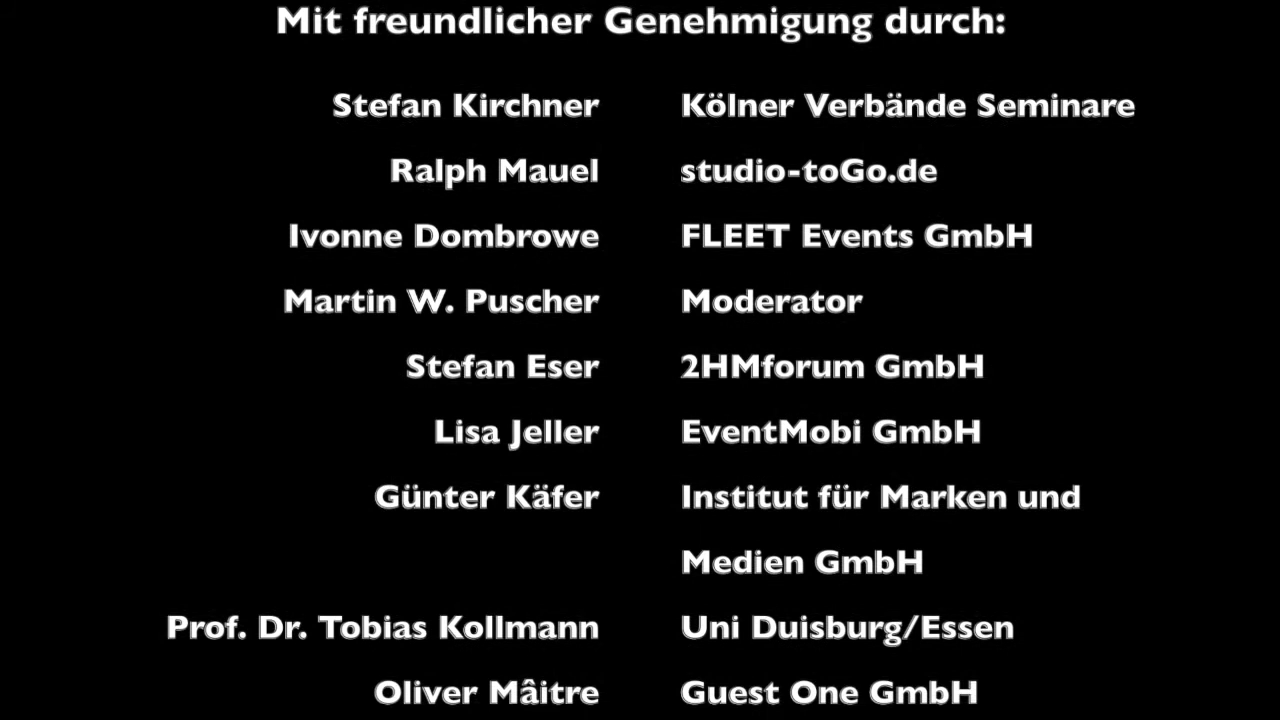 Mit freundlicher Genehmigung durch:
Stefan Kirchner Kölner Verbände Seminare
Ralph Mauel studio-toGo.de
Ivonne Dombrowe FLEET Events GmbH
Martin W. Puscher Moderator
Stefan Eser 2HMforum GmbH
Lisa Jeller EventMobi GmbH
Günter Käfer Institut für Marken und
Medien GmbH
Prof. Dr. Tobias Kollmann Uni Duisburg/Essen
Oliver Mâitre Guest One GmbH